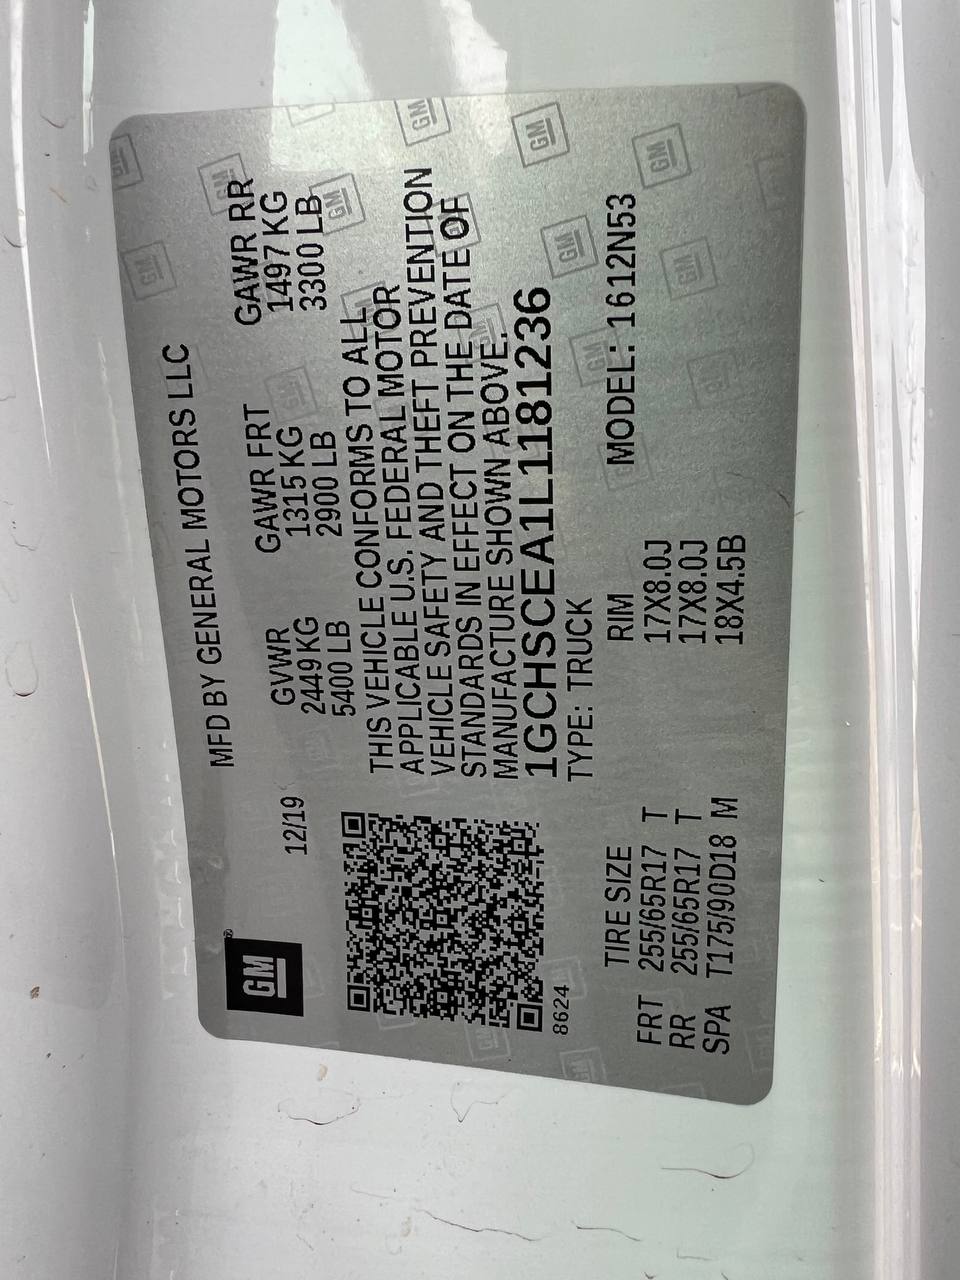 GM®
MFD BY GENERAL MOTORS LLC
12/19 GVWR GAWR FRT GAWR RR
2449 KG 1315 KG 1497 KG
5400 LB 2900 LB 3300 LB
THIS VEHICLE CONFORMS TO ALL
APPLICABLE U.S. FEDERAL MOTOR
VEHICLE SAFETY AND THEFT PREVENTION
STANDARDS IN EFFECT ON THE DATE OF
MANUFACTURE SHOWN ABOVE.
1GCHSCEA1L1181236
8624
TYPE: TRUCK
MODEL: 1612N53
TIRE SIZE RIM
FRT 255/65R17 T 17X8.0J
RR 255/65R17 T 17X8.0J
SPA T175/90D18 M 18X4.5B